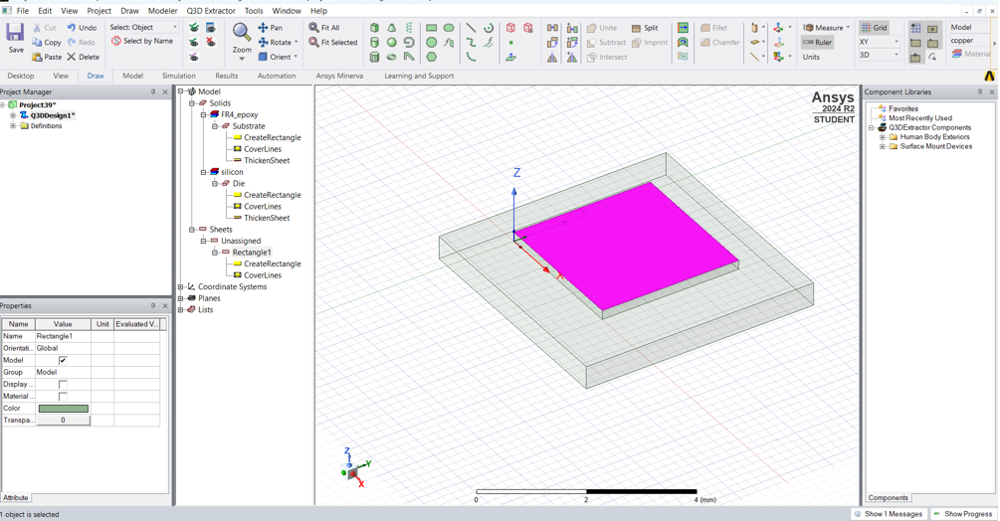 File Edit View Project Draw Modeler Q3D Extractor Tools Window Help
Save
Cut
Copy
Paste
Undo
Redo
Delete
Select: Object
Select by Name
Zoom
Pan
Rotate
Orient
Fit All
Fit Selected
Unite
Subtract
Intersect
Split
Imprint
Fillet
Chamfer
Measure
Ruler
Units
Grid
XY
3D
Model
copper
Material
Desktop View Draw Model Simulation Results Automation Ansys Minerva Learning and Support
Project Manager
Project39*
Q3DDesign1*
Definitions
Properties
Name Value Unit Evaluated V...
Name Rectangle1
Orientati... Global
Model
Group Model
Display ...
Material ...
Color
Transpa... 0
Attribute
Model
Solids
FR4_epoxy
Substrate
CreateRectangle
CoverLines
ThickenSheet
silicon
Die
CreateRectangle
CoverLines
ThickenSheet
Sheets
Unassigned
Rectangle1
CreateRectangle
CoverLines
Coordinate Systems
Planes
Lists
Ansys
2024 R2
STUDENT
Z
X
Z
Y
X
0 2 4 (mm)
Component Libraries
Favorites
Most Recently Used
Q3DExtractor Components
Human Body Exteriors
Surface Mount Devices
Components
1 object is selected
Show 1 Messages
Show Progress